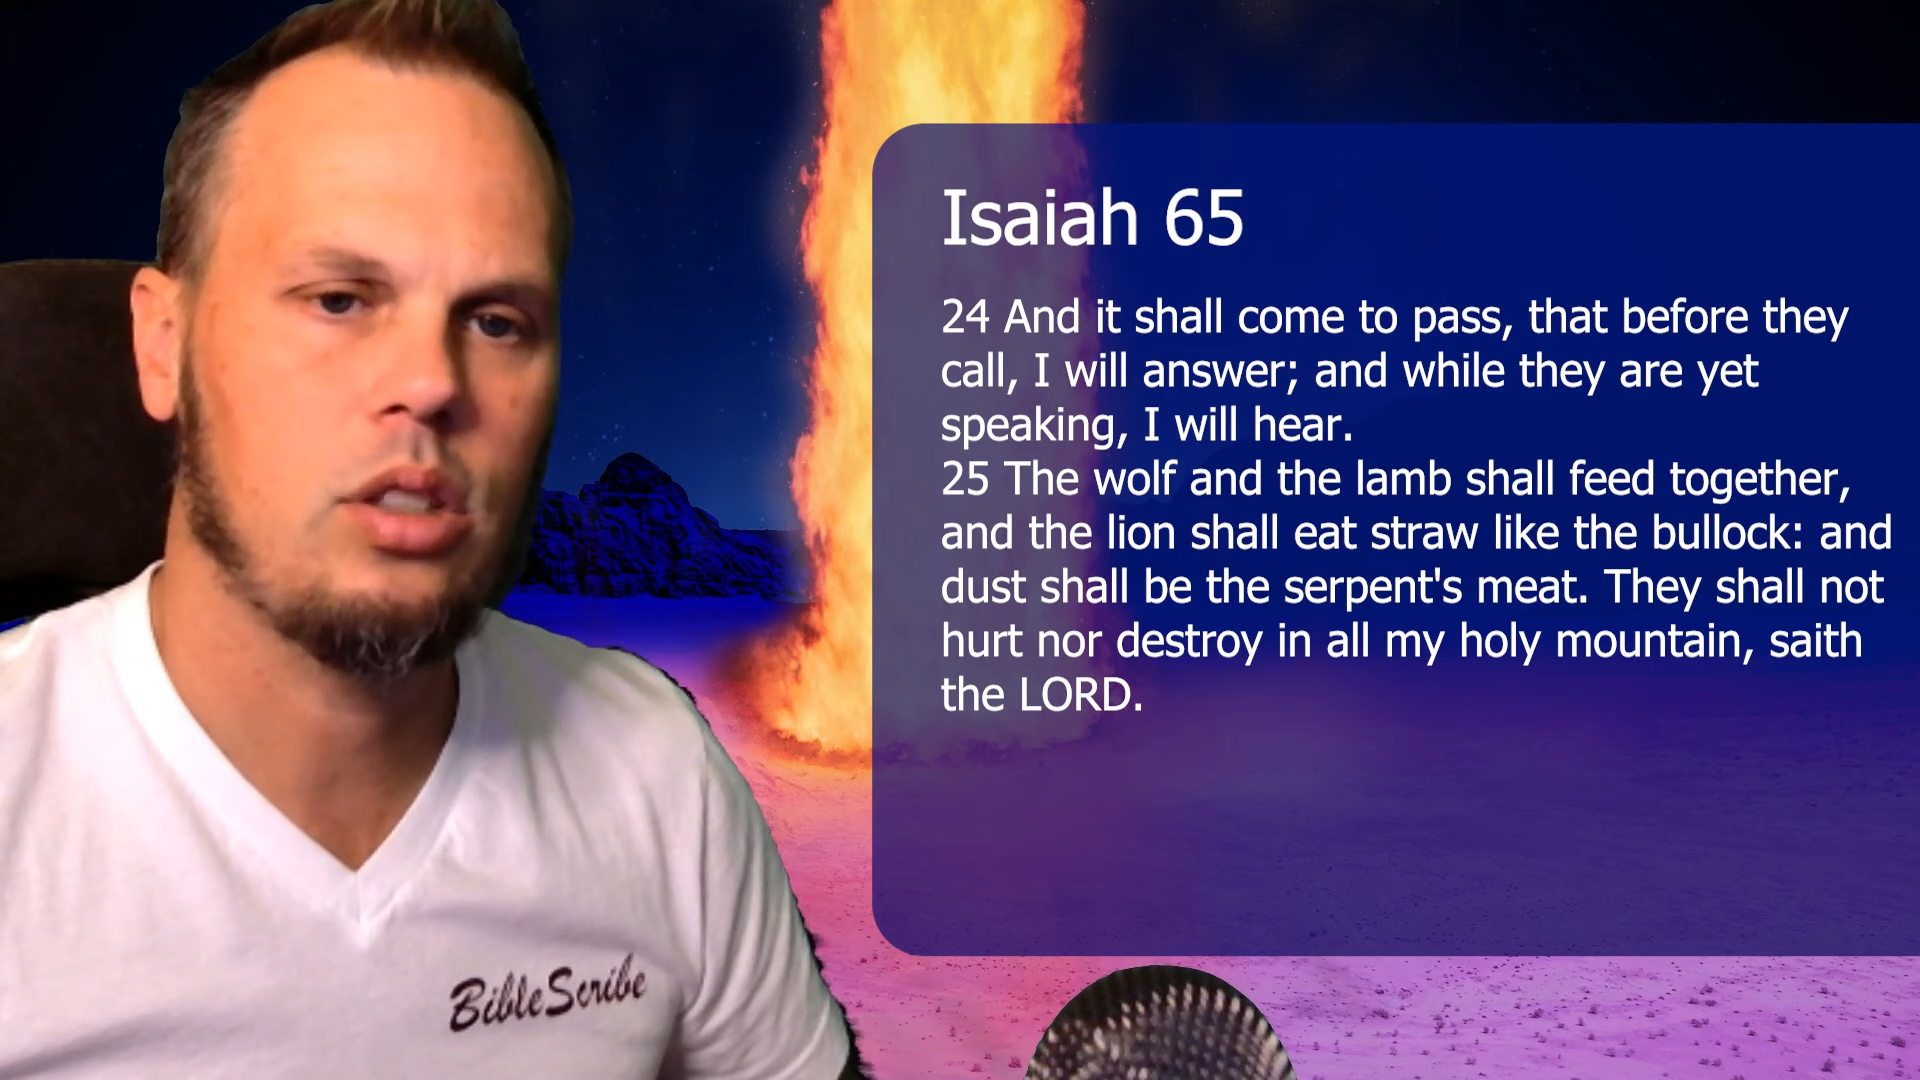 Isaiah 65
24 And it shall come to pass, that before they
call, I will answer; and while they are yet
speaking, I will hear.
25 The wolf and the lamb shall feed together,
and the lion shall eat straw like the bullock: and
dust shall be the serpent's meat. They shall not
hurt nor destroy in all my holy mountain, saith
the LORD.
BibleScribe